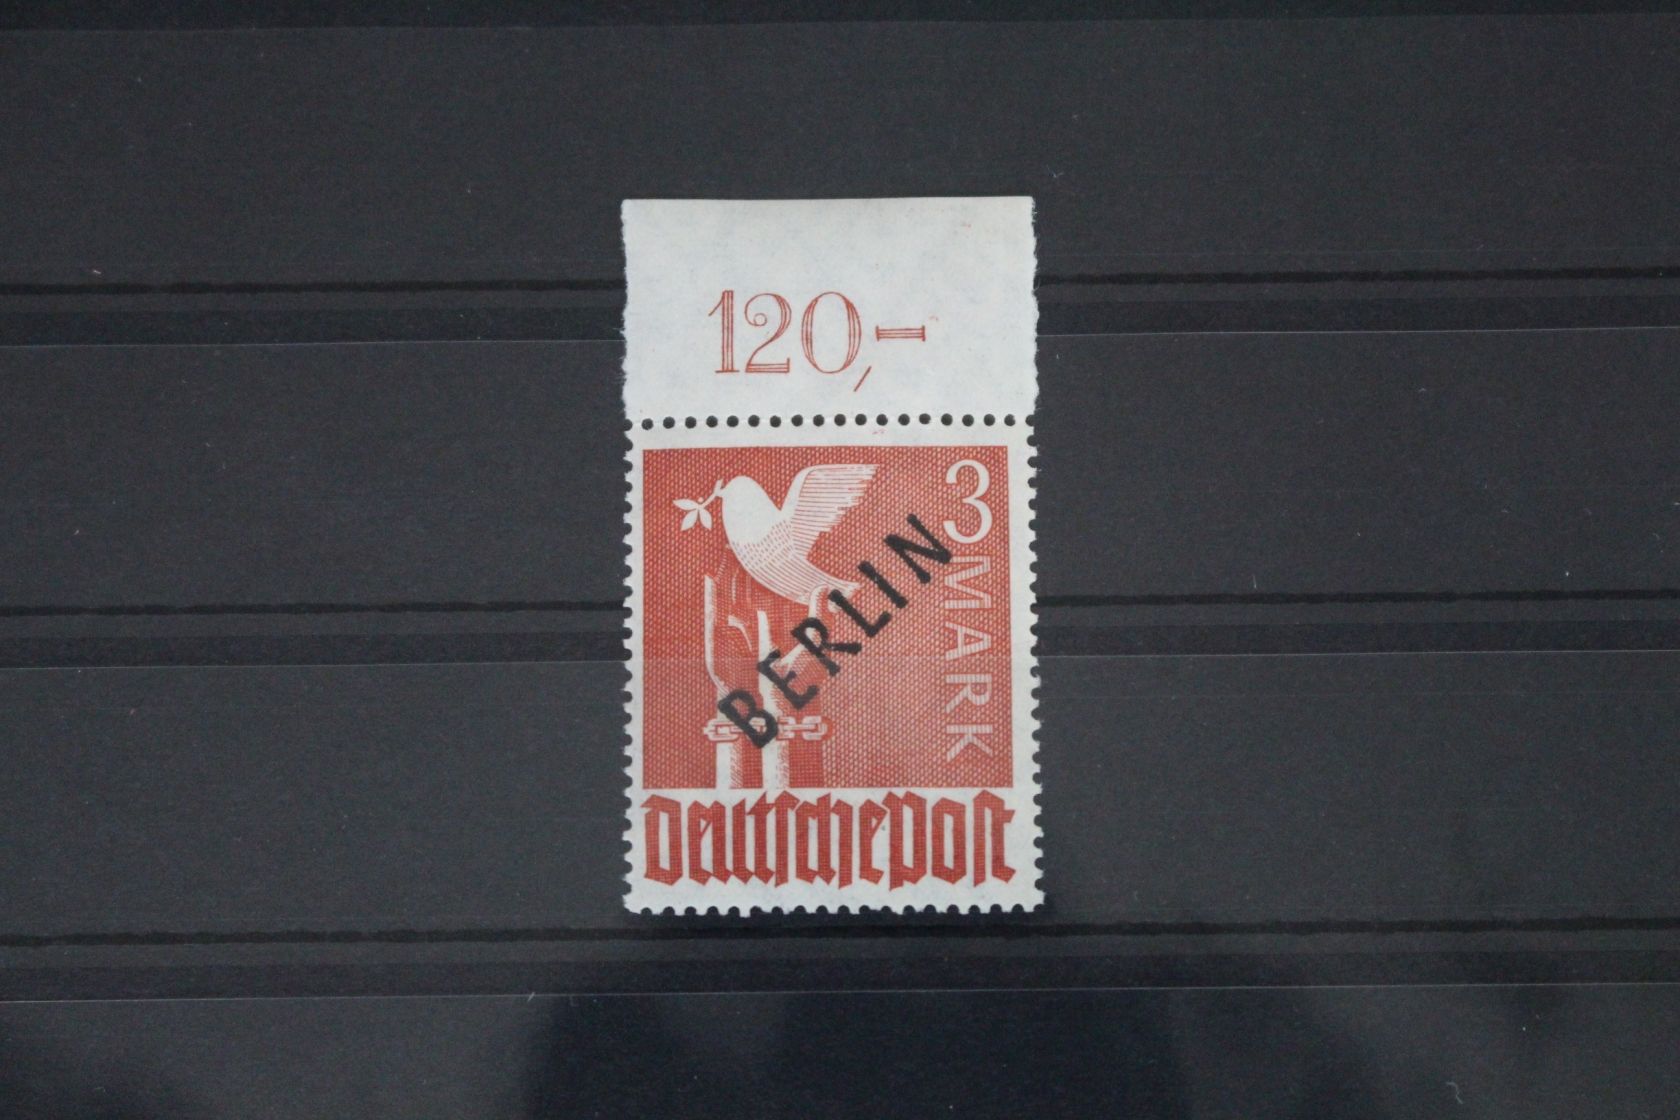 120,-
3 MARK
BERLIN
Deutsche Post